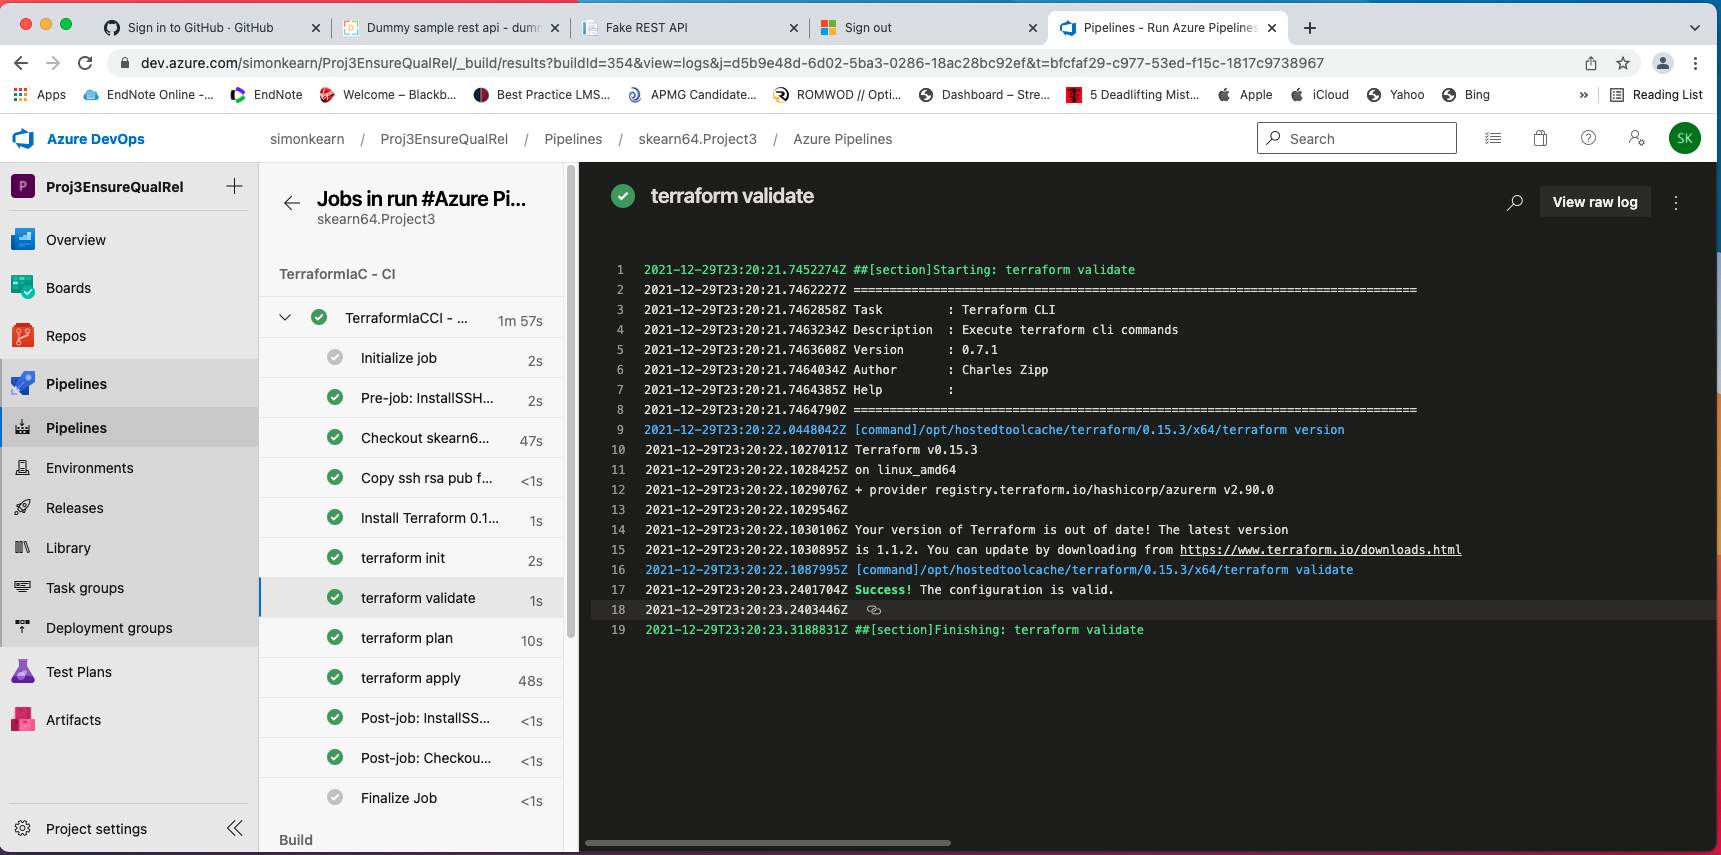 Sign in to GitHub · GitHub
Dummy sample rest api - dumn
Fake REST API
Sign out
Pipelines - Run Azure Pipelines
dev.azure.com/simonkearn/Proj3EnsureQualRel/_build/results?buildId=354&view=logs&j=d5b9e48d-6d02-5ba3-0286-18ac28bc92ef&t=bfcfaf29-c977-53ed-f15c-1817c9738967
Apps
EndNote Online -...
EndNote
Welcome – Blackb...
Best Practice LMS...
APMG Candidate...
ROMWOD // Opti...
Dashboard – Stre...
5 Deadlifting Mist...
Apple
iCloud
Yahoo
Bing
»
Reading List
Azure DevOps
simonkearn / Proj3EnsureQualRel / Pipelines / skearn64.Project3 / Azure Pipelines
Search
SK
P
Proj3EnsureQualRel
Overview
Boards
Repos
Pipelines
Pipelines
Environments
Releases
Library
Task groups
Deployment groups
Test Plans
Artifacts
Project settings
Jobs in run #Azure Pi...
skearn64.Project3
TerraformIaC - CI
TerraformIaCCI - ... 1m 57s
Initialize job 2s
Pre-job: InstallSSH... 2s
Checkout skearn6... 47s
Copy ssh rsa pub f... <1s
Install Terraform 0.1... 1s
terraform init 2s
terraform validate 1s
terraform plan 10s
terraform apply 48s
Post-job: InstallSS... <1s
Post-job: Checkou... <1s
Finalize Job <1s
Build
terraform validate
View raw log
1 2021-12-29T23:20:21.7452274Z ##[section]Starting: terraform validate
2 2021-12-29T23:20:21.7462227Z ==============================================================================
3 2021-12-29T23:20:21.7462858Z Task         : Terraform CLI
4 2021-12-29T23:20:21.7463234Z Description  : Execute terraform cli commands
5 2021-12-29T23:20:21.7463608Z Version      : 0.7.1
6 2021-12-29T23:20:21.7464034Z Author       : Charles Zipp
7 2021-12-29T23:20:21.7464385Z Help         :
8 2021-12-29T23:20:21.7464790Z ==============================================================================
9 2021-12-29T23:20:22.0448042Z [command]/opt/hostedtoolcache/terraform/0.15.3/x64/terraform version
10 2021-12-29T23:20:22.1027011Z Terraform v0.15.3
11 2021-12-29T23:20:22.1028425Z on linux_amd64
12 2021-12-29T23:20:22.1029076Z + provider registry.terraform.io/hashicorp/azurerm v2.90.0
13 2021-12-29T23:20:22.1029546Z
14 2021-12-29T23:20:22.1030106Z Your version of Terraform is out of date! The latest version
15 2021-12-29T23:20:22.1030895Z is 1.1.2. You can update by downloading from https://www.terraform.io/downloads.html
16 2021-12-29T23:20:22.1087995Z [command]/opt/hostedtoolcache/terraform/0.15.3/x64/terraform validate
17 2021-12-29T23:20:23.2401704Z Success! The configuration is valid.
18 2021-12-29T23:20:23.2403446Z
19 2021-12-29T23:20:23.3188831Z ##[section]Finishing: terraform validate